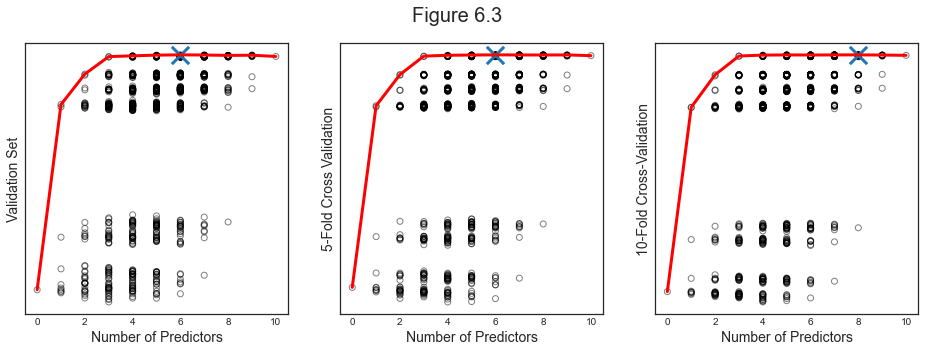 Figure 6.3
Validation Set
0 2 4 6 8 10
Number of Predictors
5-Fold Cross Validation
0 2 4 6 8 10
Number of Predictors
10-Fold Cross-Validation
0 2 4 6 8 10
Number of Predictors